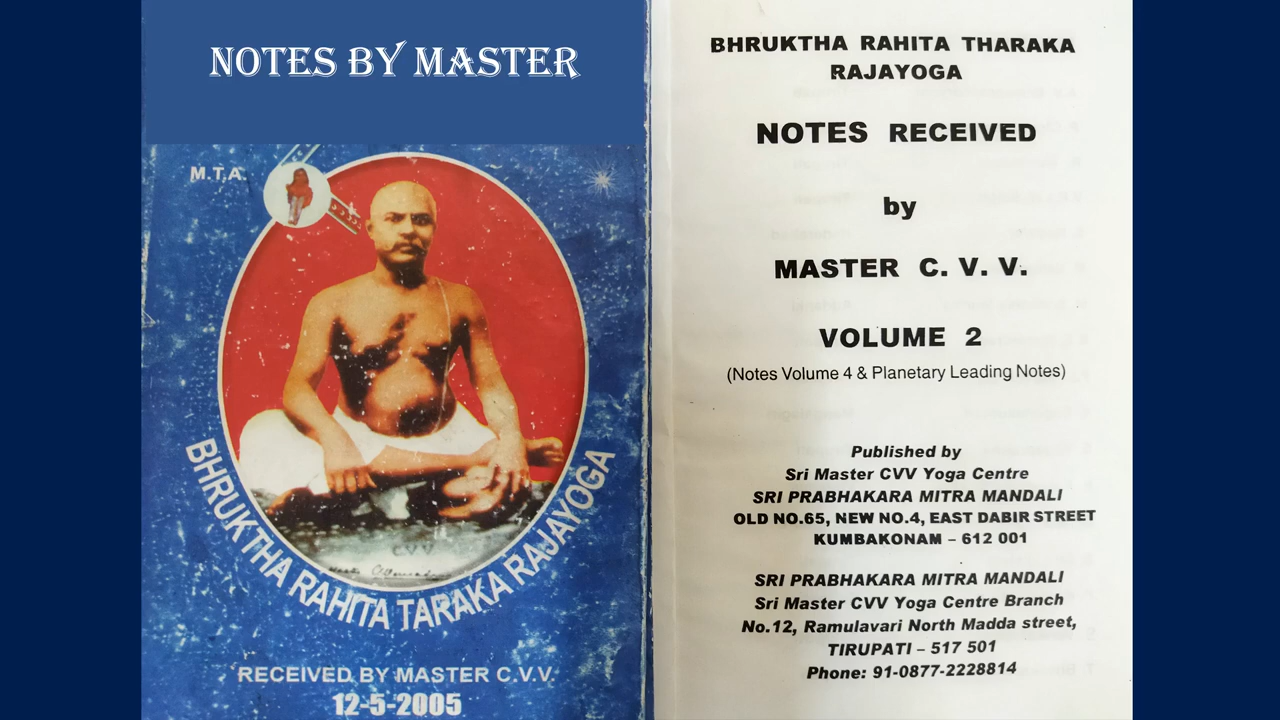 NOTES BY MASTER
M.T.A.
CVV
BHRUKTHA RAHITA TARAKA RAJAYOGA
RECEIVED BY MASTER C.V.V.
12-5-2005
BHRUKTHA RAHITA THARAKA
RAJAYOGA
NOTES RECEIVED
by
MASTER C. V. V.
VOLUME 2
(Notes Volume 4 & Planetary Leading Notes)
Published by
Sri Master CVV Yoga Centre
SRI PRABHAKARA MITRA MANDALI
OLD NO.65, NEW NO.4, EAST DABIR STREET
KUMBAKONAM – 612 001
SRI PRABHAKARA MITRA MANDALI
Sri Master CVV Yoga Centre Branch
No.12, Ramulavari North Madda street,
TIRUPATI – 517 501
Phone: 91-0877-2228814